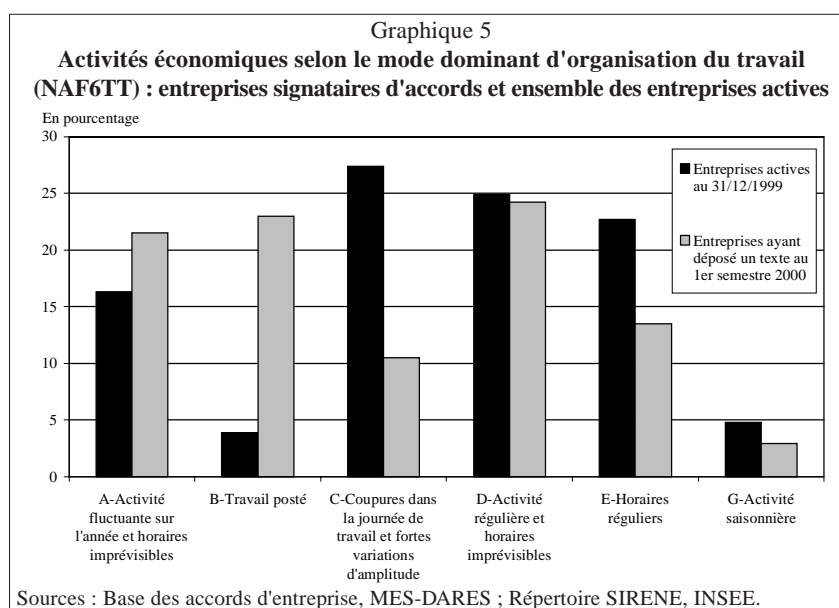 Graphique 5
Activités économiques selon le mode dominant d'organisation du travail
(NAF6TT) : entreprises signataires d'accords et ensemble des entreprises actives
En pourcentage
30
25
20
15
10
5
0
Entreprises actives
au 31/12/1999
Entreprises ayant
déposé un texte au
1er semestre 2000
A-Activité
fluctuante sur
l'année et horaires
imprévisibles
B-Travail posté
C-Coupures dans
la journée de
travail et fortes
variations
d'amplitude
D-Activité
régulière et
horaires
imprévisibles
E-Horaires
réguliers
G-Activité
saisonnière
Sources : Base des accords d'entreprise, MES-DARES ; Répertoire SIRENE, INSEE.